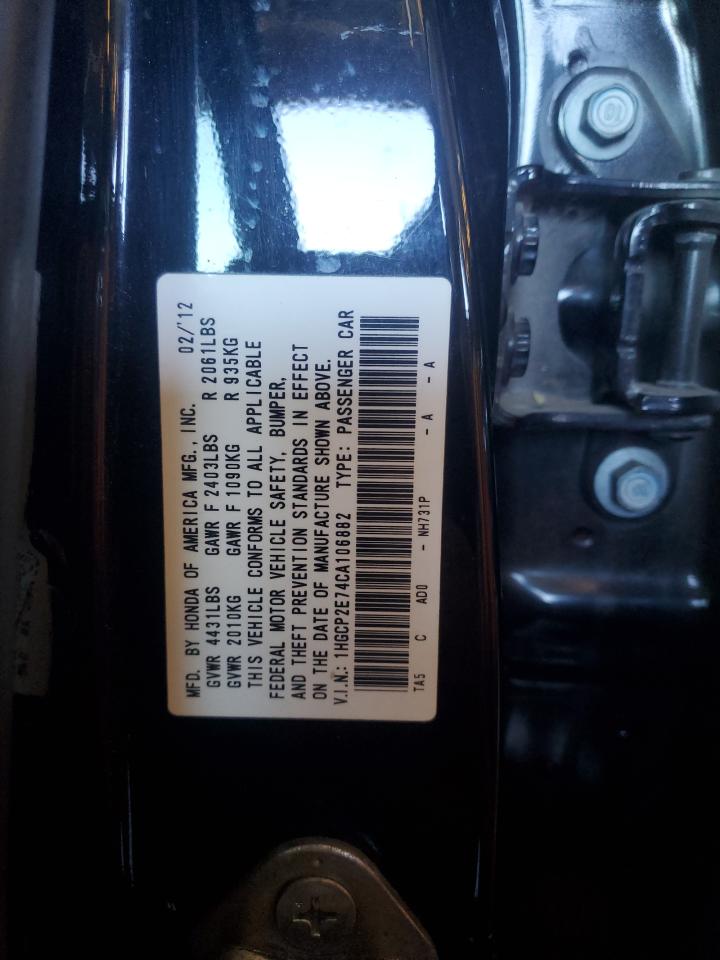 MFD. BY HONDA OF AMERICA MFG., INC. 02/'12
GVWR 4431LBS GAWR F 2403LBS R 2061LBS
GVWR 2010KG GAWR F 1090KG R 935KG
THIS VEHICLE CONFORMS TO ALL APPLICABLE
FEDERAL MOTOR VEHICLE SAFETY, BUMPER,
AND THEFT PREVENTION STANDARDS IN EFFECT
ON THE DATE OF MANUFACTURE SHOWN ABOVE.
V.I.N.: 1HGCP2E74CA106882 TYPE: PASSENGER CAR
TA5 C AD0 - NH731P - A - A